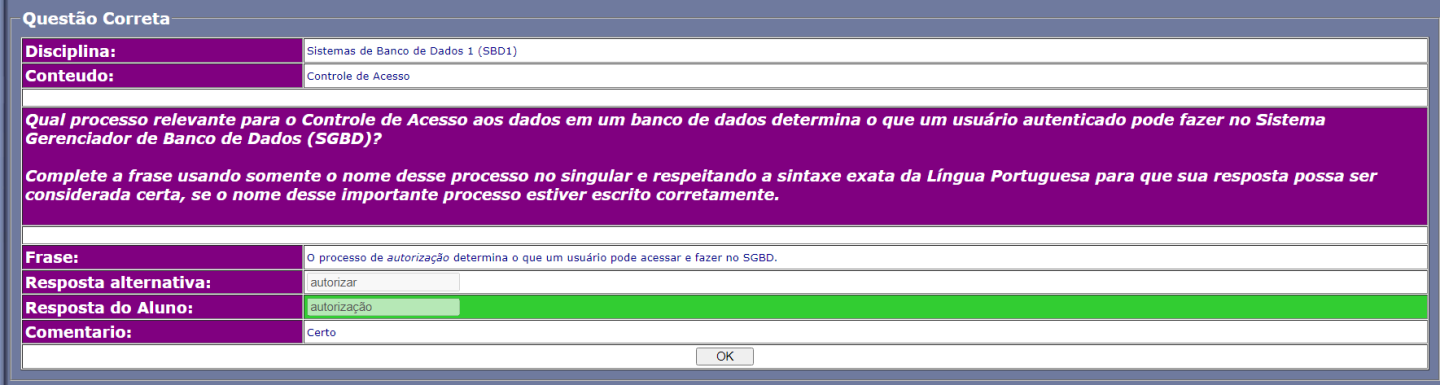 Questão Correta
Disciplina: Sistemas de Banco de Dados 1 (SBD1)
Conteudo: Controle de Acesso
Qual processo relevante para o Controle de Acesso aos dados em um banco de dados determina o que um usuário autenticado pode fazer no Sistema
Gerenciador de Banco de Dados (SGBD)?
Complete a frase usando somente o nome desse processo no singular e respeitando a sintaxe exata da Língua Portuguesa para que sua resposta possa ser
considerada certa, se o nome desse importante processo estiver escrito corretamente.
Frase: O processo de autorização determina o que um usuário pode acessar e fazer no SGBD.
Resposta alternativa: autorizar
Resposta do Aluno: autorização
Comentario: Certo
OK